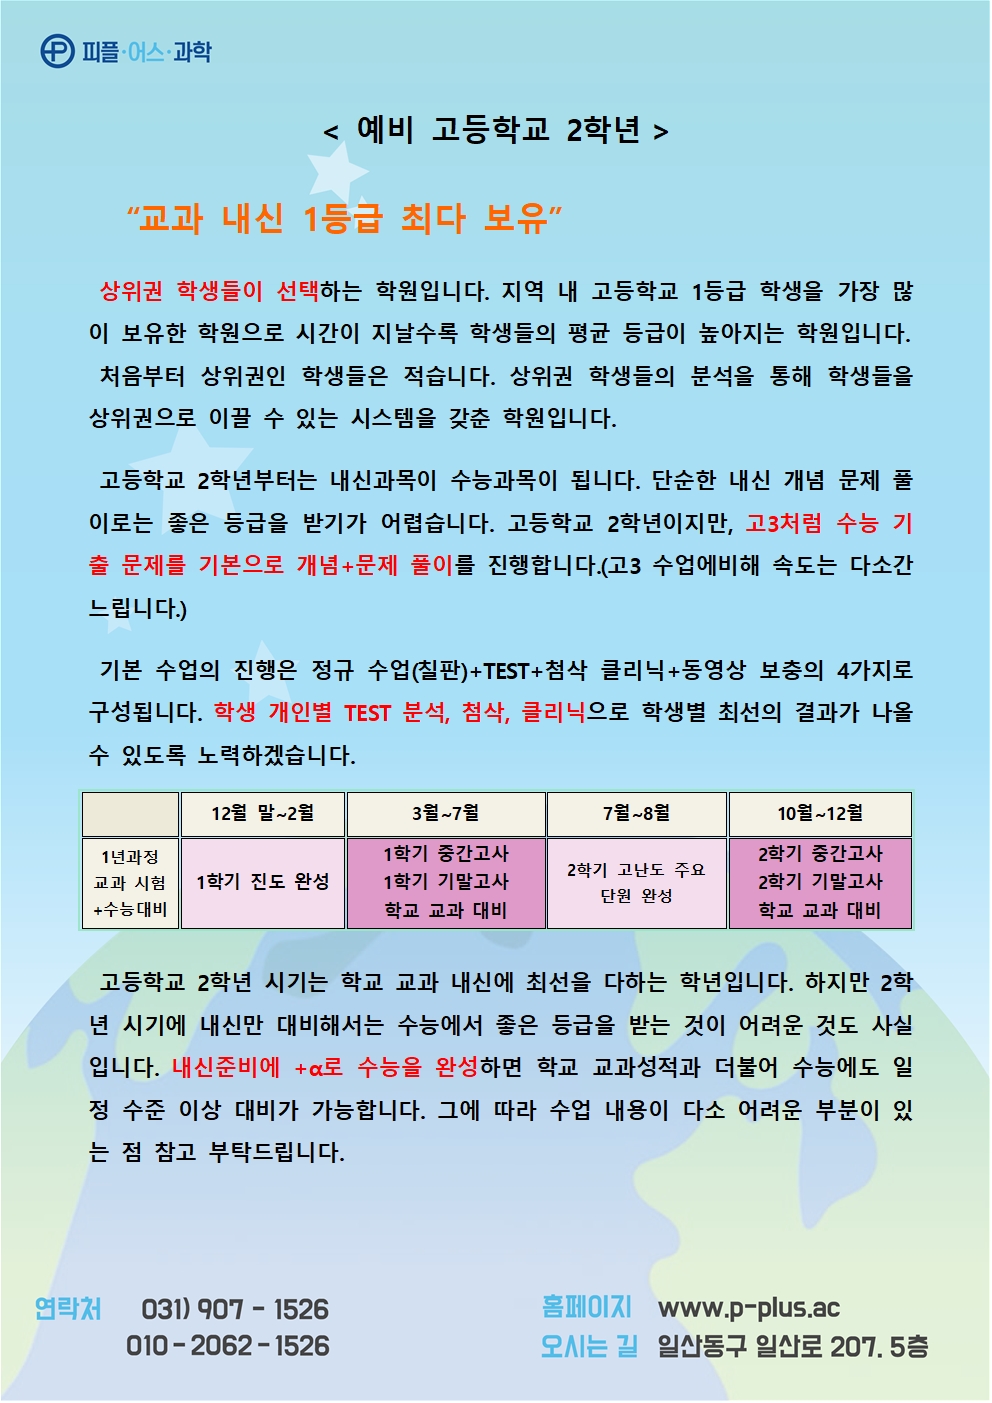 피플·어스·과학
< 예비 고등학교 2학년 >
“교과 내신 1등급 최다 보유”
상위권 학생들이 선택하는 학원입니다. 지역 내 고등학교 1등급 학생을 가장 많
이 보유한 학원으로 시간이 지날수록 학생들의 평균 등급이 높아지는 학원입니다.
처음부터 상위권인 학생들은 적습니다. 상위권 학생들의 분석을 통해 학생들을
상위권으로 이끌 수 있는 시스템을 갖춘 학원입니다.
고등학교 2학년부터는 내신과목이 수능과목이 됩니다. 단순한 내신 개념 문제 풀
이로는 좋은 등급을 받기가 어렵습니다. 고등학교 2학년이지만, 고3처럼 수능 기
출 문제를 기본으로 개념+문제 풀이를 진행합니다.(고3 수업에비해 속도는 다소간
느립니다.)
기본 수업의 진행은 정규 수업(칠판)+TEST+첨삭 클리닉+동영상 보충의 4가지로
구성됩니다. 학생 개인별 TEST 분석, 첨삭, 클리닉으로 학생별 최선의 결과가 나올
수 있도록 노력하겠습니다.
12월 말~2월 3월~7월 7월~8월 10월~12월
1년과정
교과 시험
+수능대비
1학기 진도 완성
1학기 중간고사
1학기 기말고사
학교 교과 대비
2학기 고난도 주요
단원 완성
2학기 중간고사
2학기 기말고사
학교 교과 대비
고등학교 2학년 시기는 학교 교과 내신에 최선을 다하는 학년입니다. 하지만 2학
년 시기에 내신만 대비해서는 수능에서 좋은 등급을 받는 것이 어려운 것도 사실
입니다. 내신준비에 +α로 수능을 완성하면 학교 교과성적과 더불어 수능에도 일
정 수준 이상 대비가 가능합니다. 그에 따라 수업 내용이 다소 어려운 부분이 있
는 점 참고 부탁드립니다.
연락처 031) 907 - 1526
010 - 2062 - 1526
홈페이지 www.p-plus.ac
오시는 길 일산동구 일산로 207. 5층